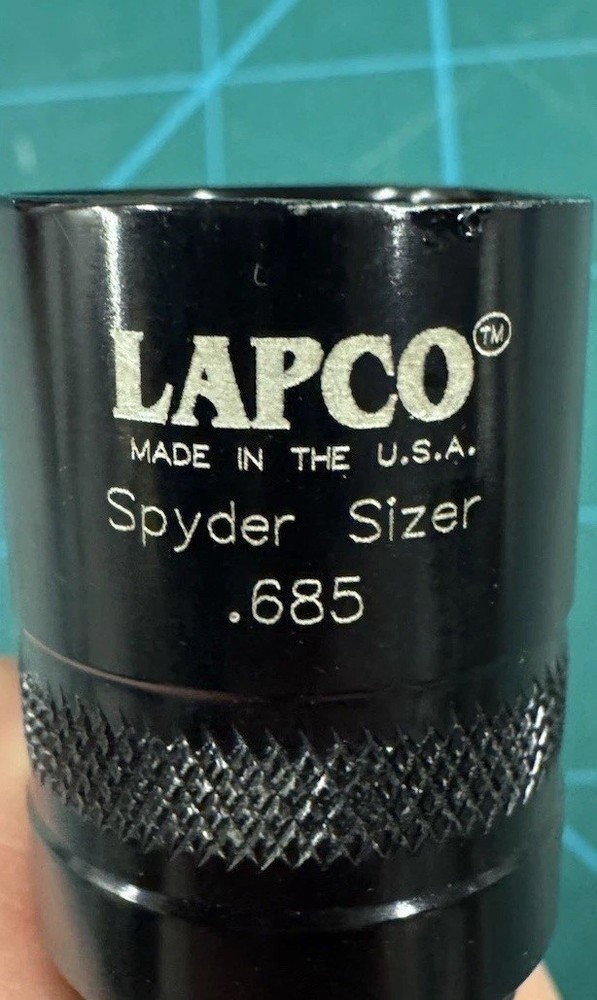 LAPCO™
MADE IN THE U.S.A.
Spyder Sizer
.685